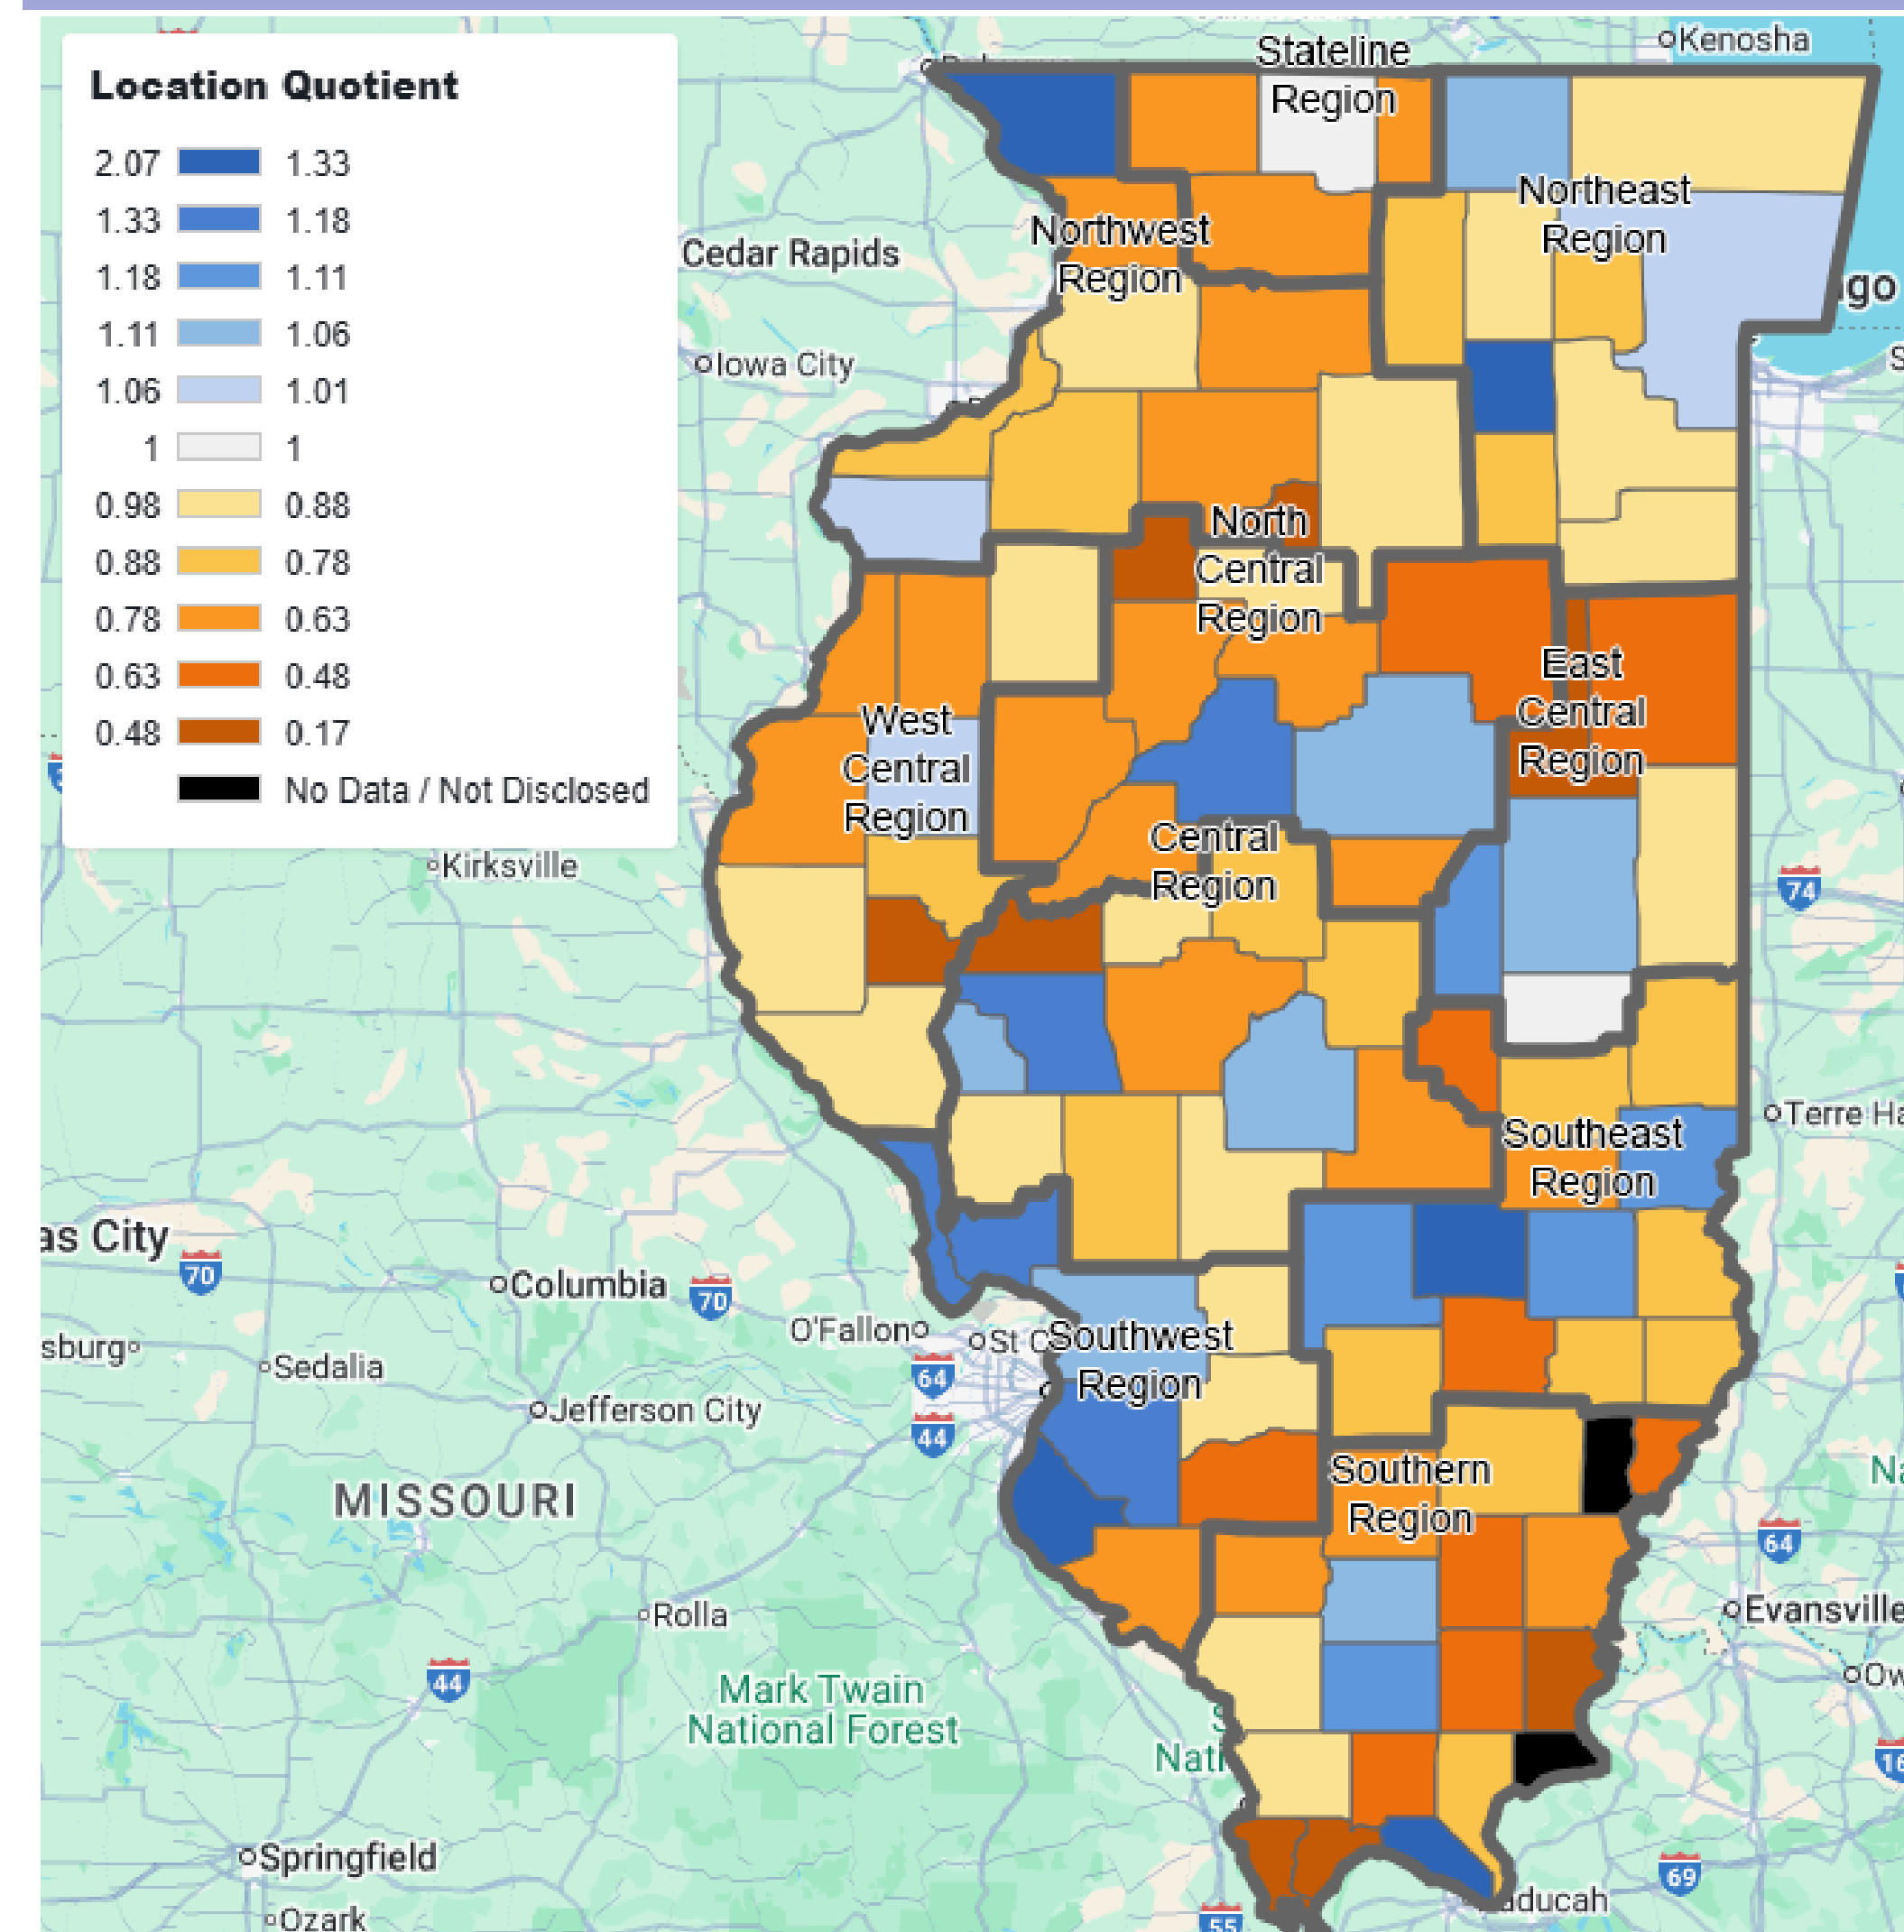 Location Quotient
2.07 1.33
1.33 1.18
1.18 1.11
1.11 1.06
1.06 1.01
1 1
0.98 0.88
0.88 0.78
0.78 0.63
0.63 0.48
0.48 0.17
No Data / Not Disclosed
Stateline
Region
Kenosha
Northeast
Region
Northwest
Region
Cedar Rapids
Iowa City
North
Central
Region
East
Central
Region
West
Central
Region
Central
Region
Kirksville
74
Terre Ha
Southeast
Region
as City
70
Columbia
70
O'Fallon
St C
Southwest
Region
sburg
Sedalia
64
Jefferson City
44
MISSOURI
Southern
Region
64
Evansville
Rolla
44
Mark Twain
National Forest
Nati
Springfield
69
aducah
Ozark
55